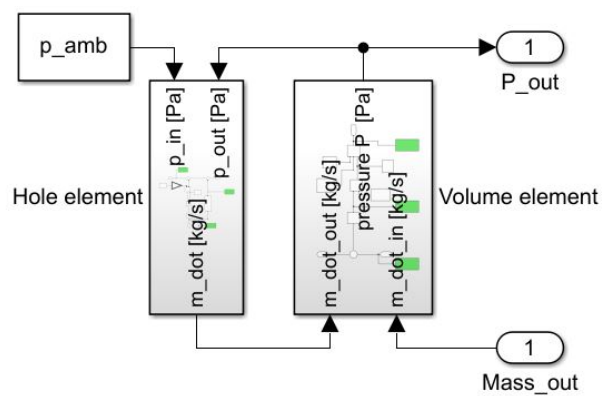 p_amb
1
P_out
p_in [Pa]
p_out [Pa]
m_dot [kg/s]
Hole element
pressure P [Pa]
m_dot_out [kg/s]
m_dot_in [kg/s]
Volume element
1
Mass_out